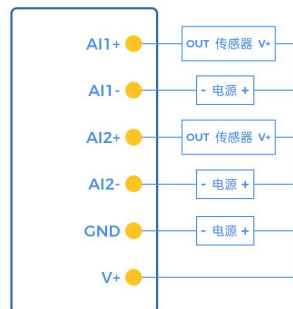 AI1+ OUT 传感器 V+
AI1- - 电源 +
AI2+ OUT 传感器 V+
AI2- - 电源 +
GND - 电源 +
V+